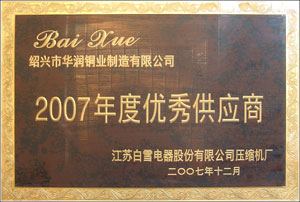 Bai Xue
绍兴市华润铜业制造有限公司
2007年度优秀供应商
江苏白雪电器股份有限公司压缩机厂
二〇〇七年十二月